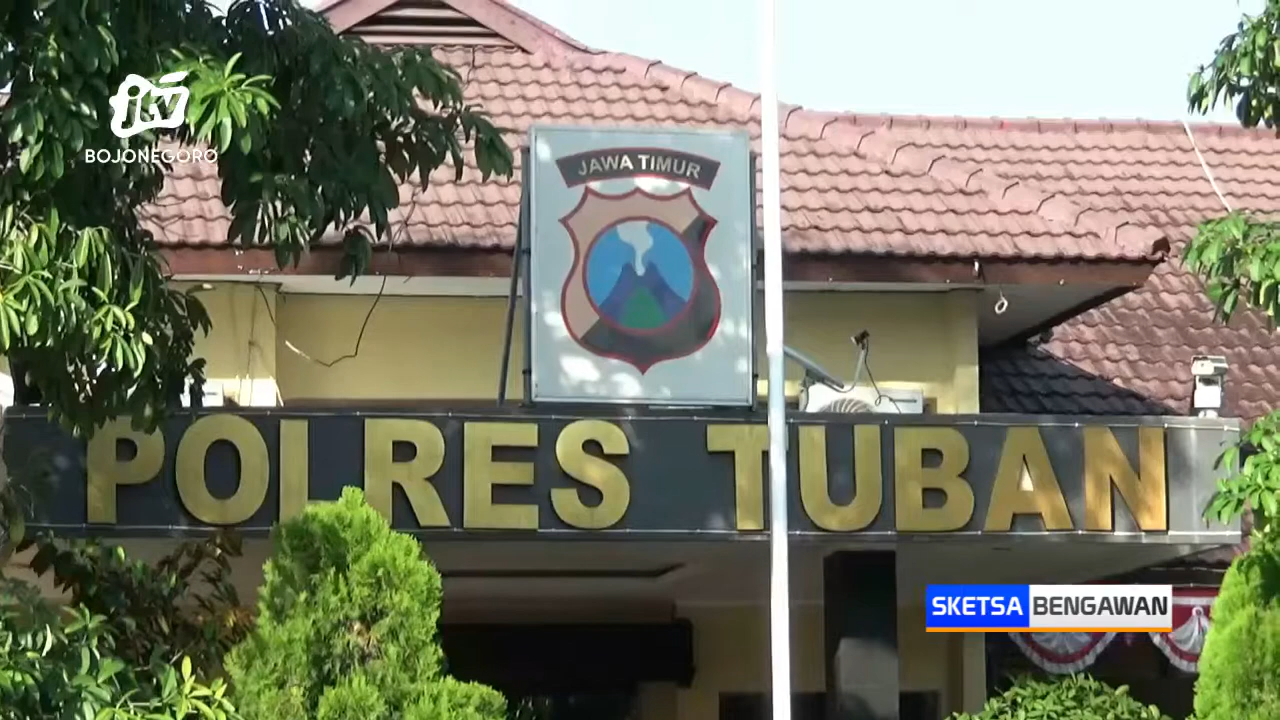 JTV
BOJONEGORO
JAWA TIMUR
POLRES TUBAN
SKETSA BENGAWAN